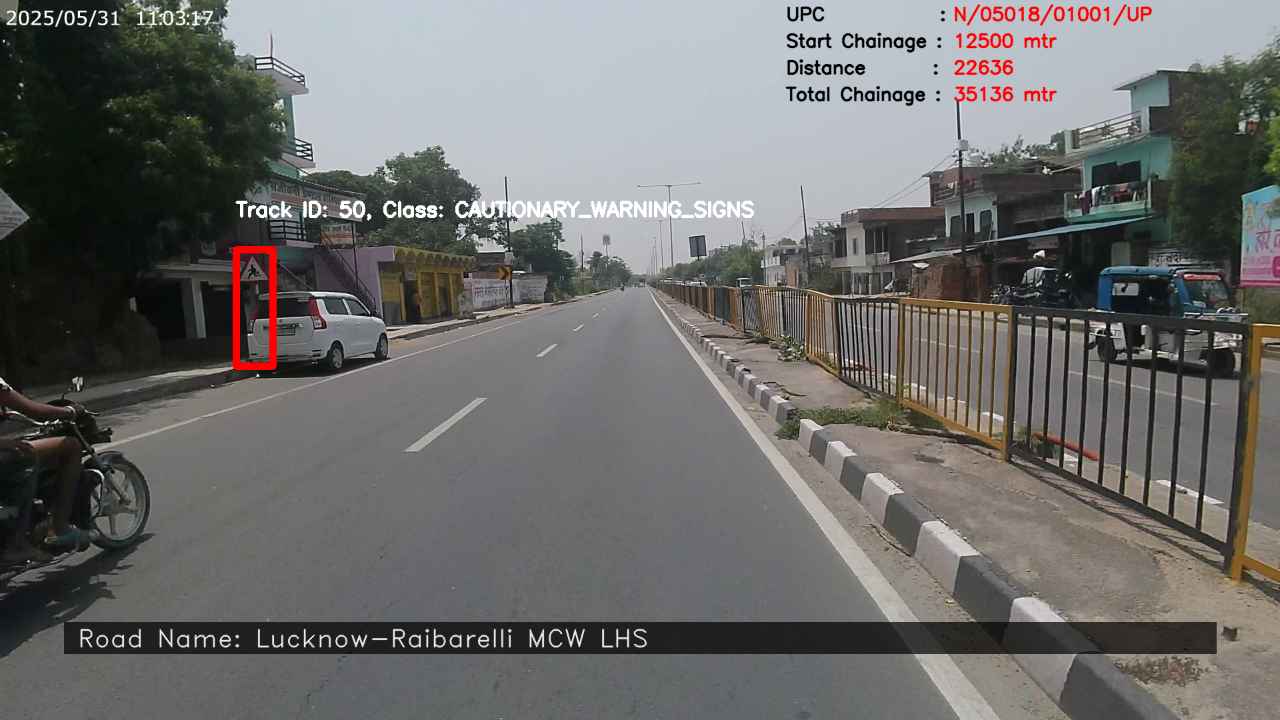 2025/05/31 11:03:17
UPC : N/05018/01001/UP
Start Chainage : 12500 mtr
Distance : 22636
Total Chainage : 35136 mtr
Track ID: 50, Class: CAUTIONARY_WARNING_SIGNS
Road Name: Lucknow-Raibarelli MCW LHS